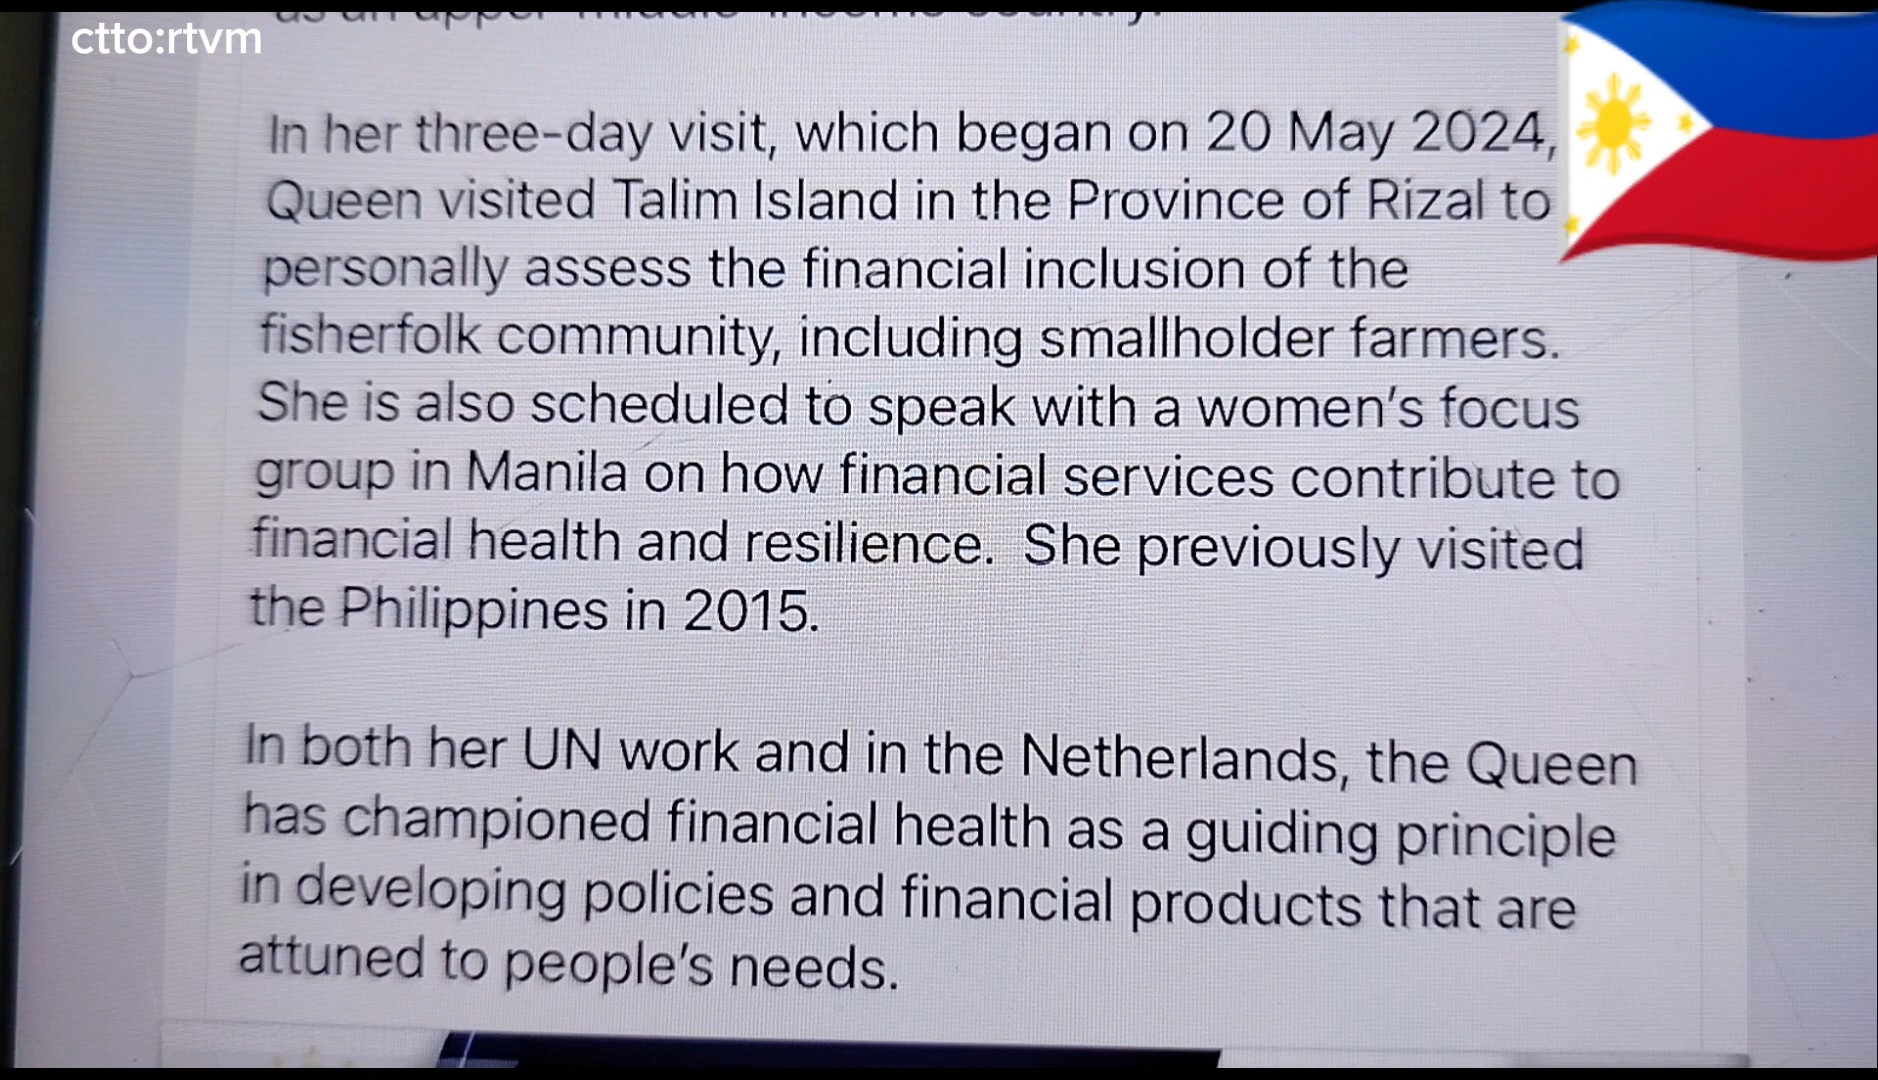 ctto:rtvm
In her three-day visit, which began on 20 May 2024,
Queen visited Talim Island in the Province of Rizal to
personally assess the financial inclusion of the
fisherfolk community, including smallholder farmers.
She is also scheduled to speak with a women's focus
group in Manila on how financial services contribute to
financial health and resilience.  She previously visited
the Philippines in 2015.
In both her UN work and in the Netherlands, the Queen
has championed financial health as a guiding principle
in developing policies and financial products that are
attuned to people's needs.